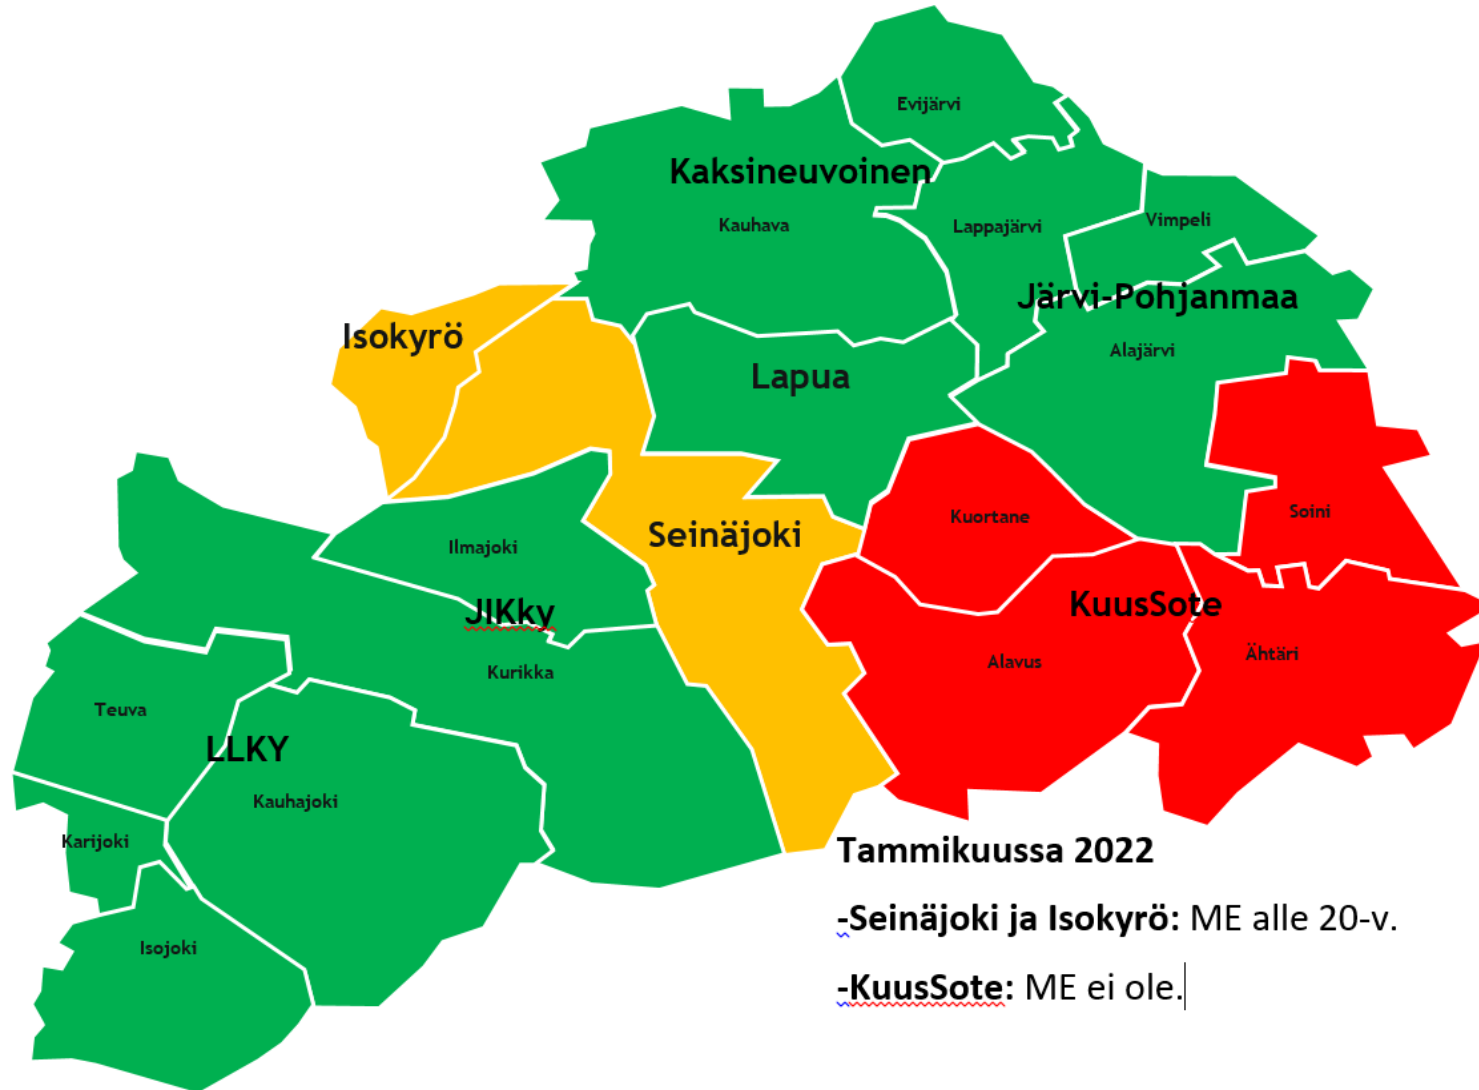 Evijärvi
Kaksineuvoinen
Kauhava
Lappajärvi
Vimpeli
Järvi-Pohjanmaa
Isokyrö
Alajärvi
Lapua
Kuortane
Soini
Seinäjoki
Ilmajoki
KuusSote
JIKky
Ähtäri
Alavus
Kurikka
Teuva
LLKY
Kauhajoki
Karijoki
Isojoki
Tammikuussa 2022
-Seinäjoki ja Isokyrö: ME alle 20-v.
-KuusSote: ME ei ole.